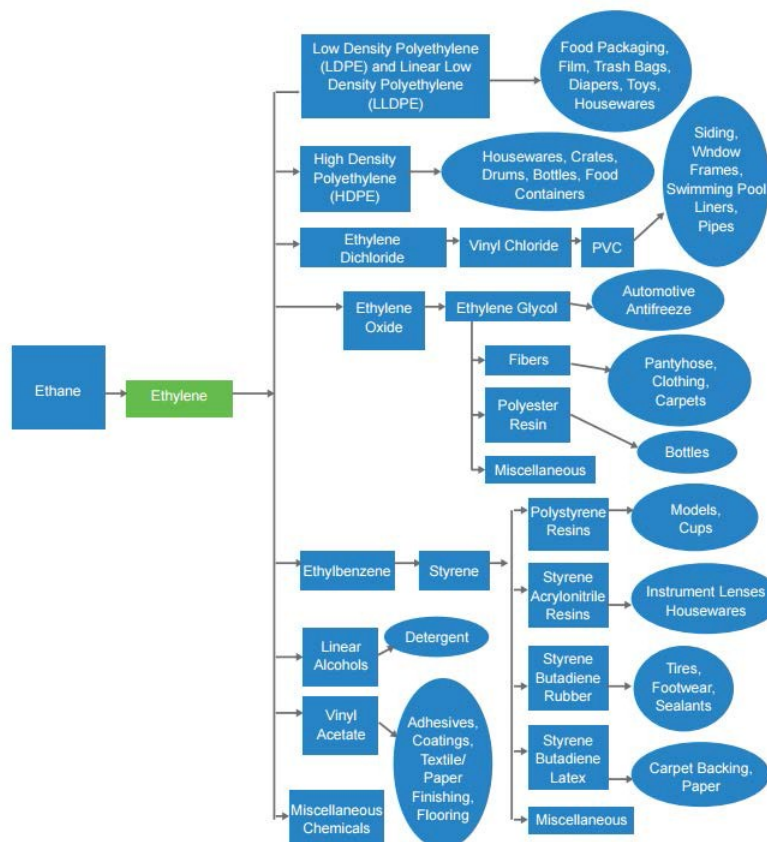 Low Density Polyethylene
(LDPE) and Linear Low
Density Polyethylene
(LLDPE)
Food Packaging,
Film, Trash Bags,
Diapers, Toys,
Housewares
High Density
Polyethylene
(HDPE)
Housewares, Crates,
Drums, Bottles, Food
Containers
Siding,
Wndow
Frames,
Swimming Pool
Liners,
Pipes
Ethylene
Dichloride
Vinyl Chloride
PVC
Ethylene
Oxide
Ethylene Glycol
Automotive
Antifreeze
Fibers
Pantyhose,
Clothing,
Carpets
Polyester
Resin
Bottles
Miscellaneous
Ethane
Ethylene
Ethylbenzene
Styrene
Polystyrene
Resins
Models,
Cups
Styrene
Acrylonitrile
Resins
Instrument Lenses
Housewares
Styrene
Butadiene
Rubber
Tires,
Footwear,
Sealants
Styrene
Butadiene
Latex
Carpet Backing,
Paper
Miscellaneous
Linear
Alcohols
Detergent
Vinyl
Acetate
Adhesives,
Coatings,
Textile/
Paper
Finishing,
Flooring
Miscellaneous
Chemicals